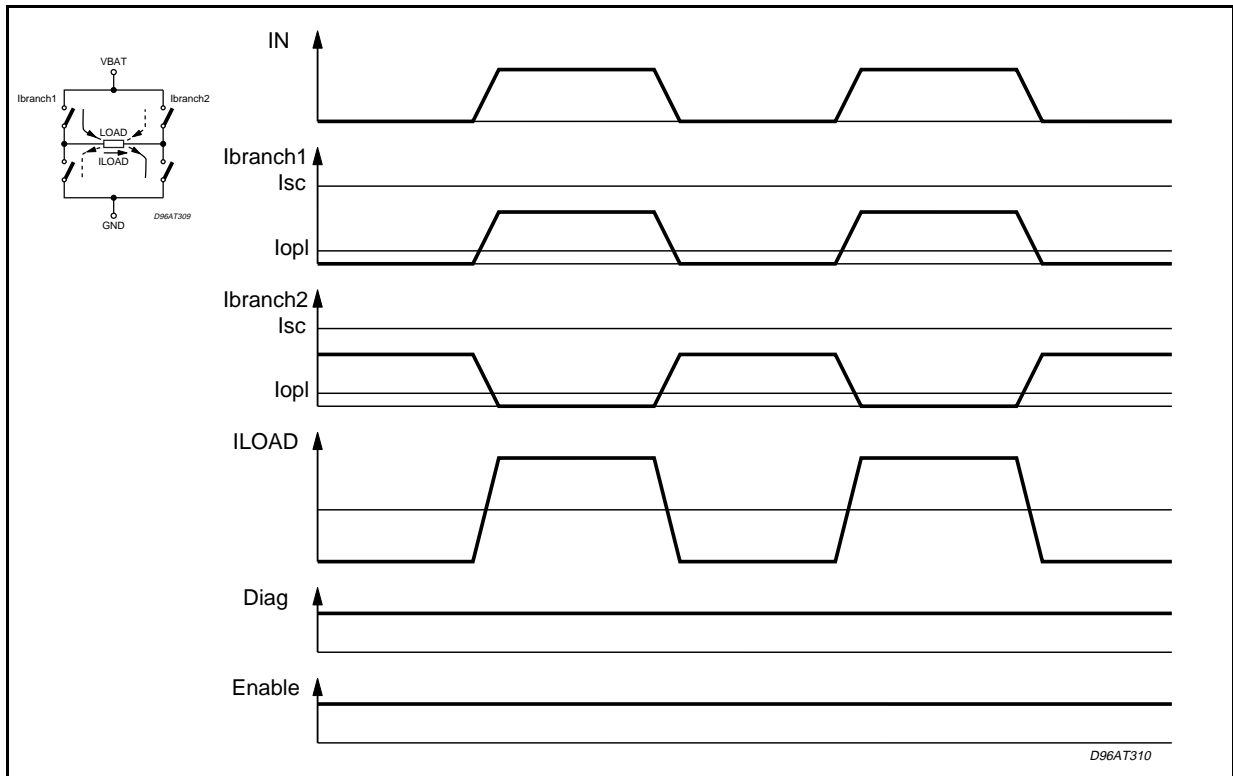 VBAT
Ibranch1
Ibranch2
LOAD
ILOAD
D96AT309
GND
IN
Ibranch1
Isc
Iopl
Ibranch2
Isc
Iopl
ILOAD
Diag
Enable
D96AT310